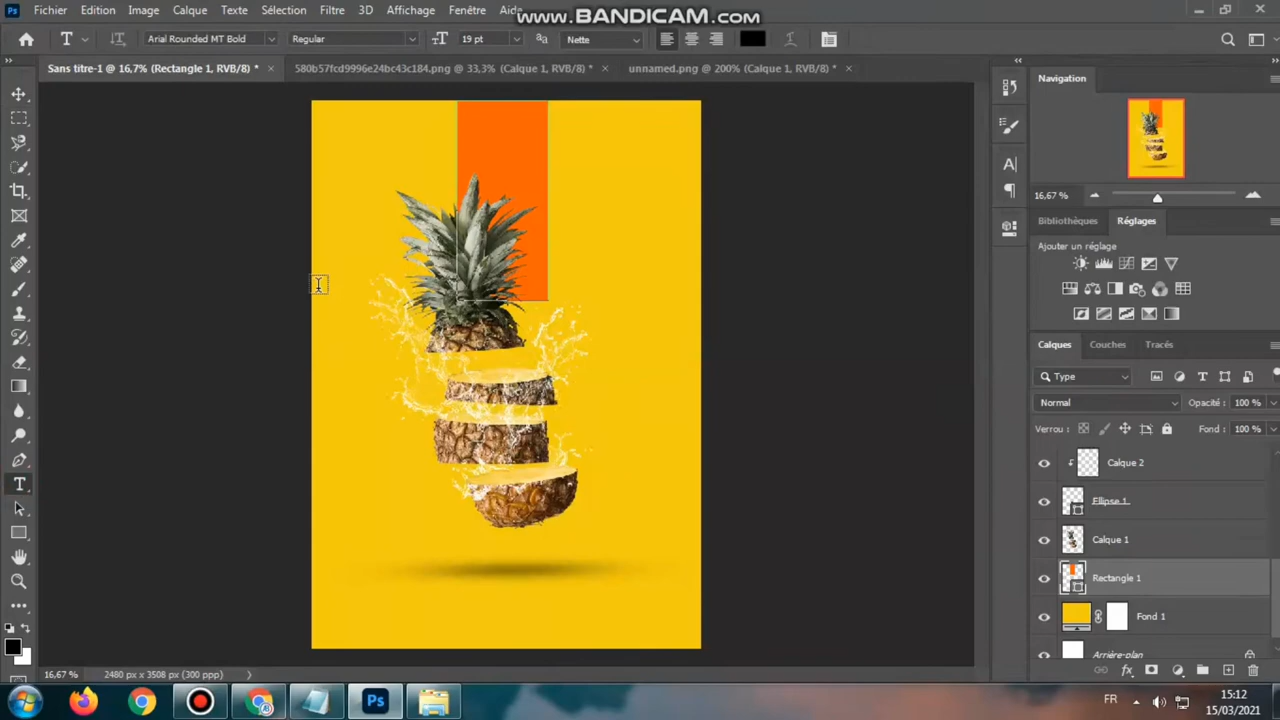 www.BANDICAM.com
Ps Fichier Edition Image Calque Texte Sélection Filtre 3D Affichage Fenêtre Aide
T Arial Rounded MT Bold Regular 19 pt aa Nette
Sans titre-1 @ 16,7% (Rectangle 1, RVB/8) * × 580b57fcd9996e24bc43c184.png @ 33,3% (Calque 1, RVB/8) * × unnamed.png @ 200% (Calque 1, RVB/8) * ×
Navigation
16,67 %
Bibliothèques Réglages
Ajouter un réglage
Calques Couches Tracés
Type
Normal Opacité : 100 %
Verrou : Fond : 100 %
Calque 2
Ellipse 1
Calque 1
Rectangle 1
Fond 1
Arrière-plan
16,67 % 2480 px x 3508 px (300 ppp)
Ps FR 15:12
15/03/2021